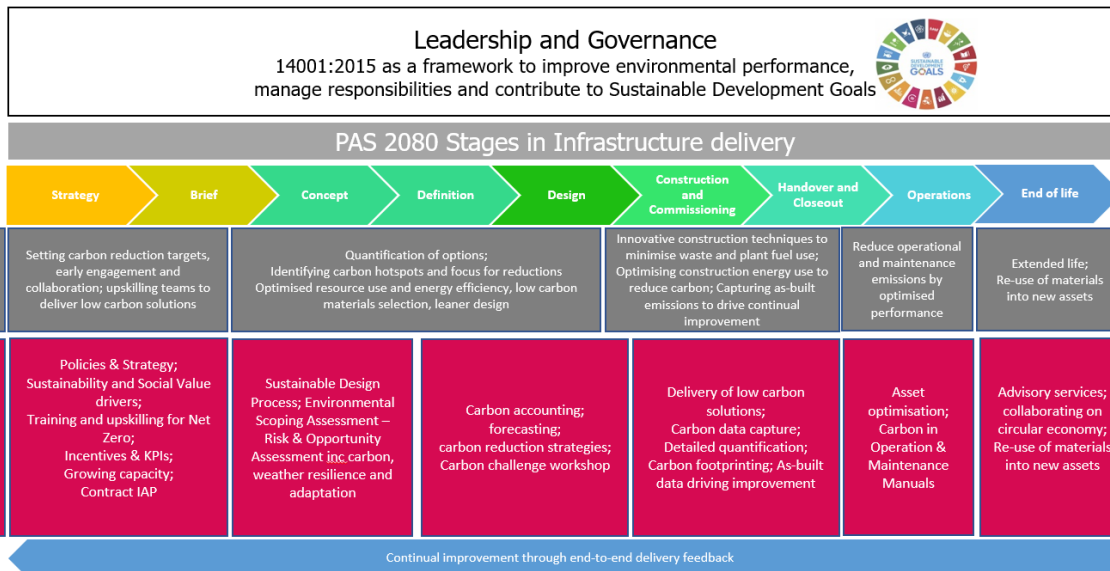 Leadership and Governance
14001:2015 as a framework to improve environmental performance,
manage responsibilities and contribute to Sustainable Development Goals
SUSTAINABLE
DEVELOPMENT
GOALS
PAS 2080 Stages in Infrastructure delivery
Strategy
Brief
Concept
Definition
Design
Construction
and
Commissioning
Handover and
Closeout
Operations
End of life
Setting carbon reduction targets,
early engagement and
collaboration; upskilling teams to
deliver low carbon solutions
Quantification of options;
Identifying carbon hotspots and focus for reductions
Optimised resource use and energy efficiency, low carbon
materials selection, leaner design
Innovative construction techniques to
minimise waste and plant fuel use;
Optimising construction energy use to
reduce carbon; Capturing as-built
emissions to drive continual
improvement
Reduce operational
and maintenance
emissions by
optimised
performance
Extended life;
Re-use of materials
into new assets
Policies & Strategy;
Sustainability and Social Value
drivers;
Training and upskilling for Net
Zero;
Incentives & KPIs;
Growing capacity;
Contract IAP
Sustainable Design
Process; Environmental
Scoping Assessment –
Risk & Opportunity
Assessment inc carbon,
weather resilience and
adaptation
Carbon accounting;
forecasting;
carbon reduction strategies;
Carbon challenge workshop
Delivery of low carbon
solutions;
Carbon data capture;
Detailed quantification;
Carbon footprinting; As-built
data driving improvement
Asset
optimisation;
Carbon in
Operation &
Maintenance
Manuals
Advisory services;
collaborating on
circular economy;
Re-use of materials
into new assets
Continual improvement through end-to-end delivery feedback